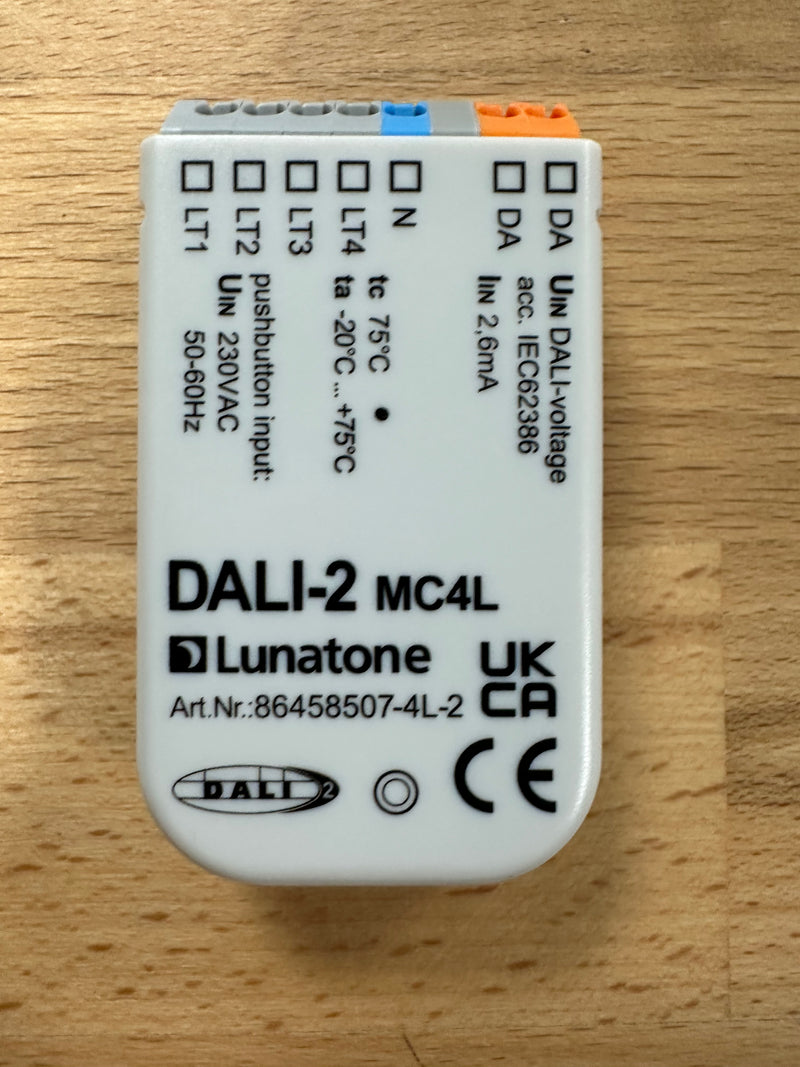 DA
DA
N
LT4
LT3
LT2
LT1
UIN DALI-voltage
acc. IEC62386
IIN 2,6mA
tc 75°C
ta -20°C ... +75°C
pushbutton input:
UIN 230VAC
50-60Hz
DALI-2 MC4L
Lunatone
Art.Nr.:86458507-4L-2
UK
CA
DALI 2
CE